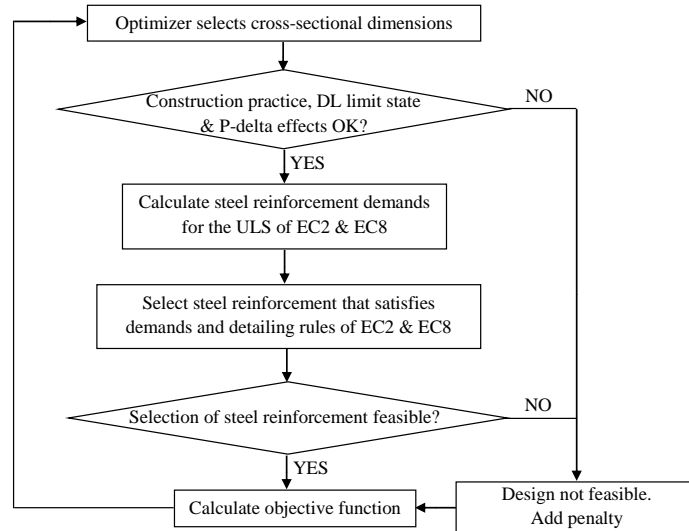 Optimizer selects cross-sectional dimensions
Construction practice, DL limit state
& P-delta effects OK?
NO
YES
Calculate steel reinforcement demands
for the ULS of EC2 & EC8
Select steel reinforcement that satisfies
demands and detailing rules of EC2 & EC8
Selection of steel reinforcement feasible?
NO
YES
Calculate objective function
Design not feasible.
Add penalty